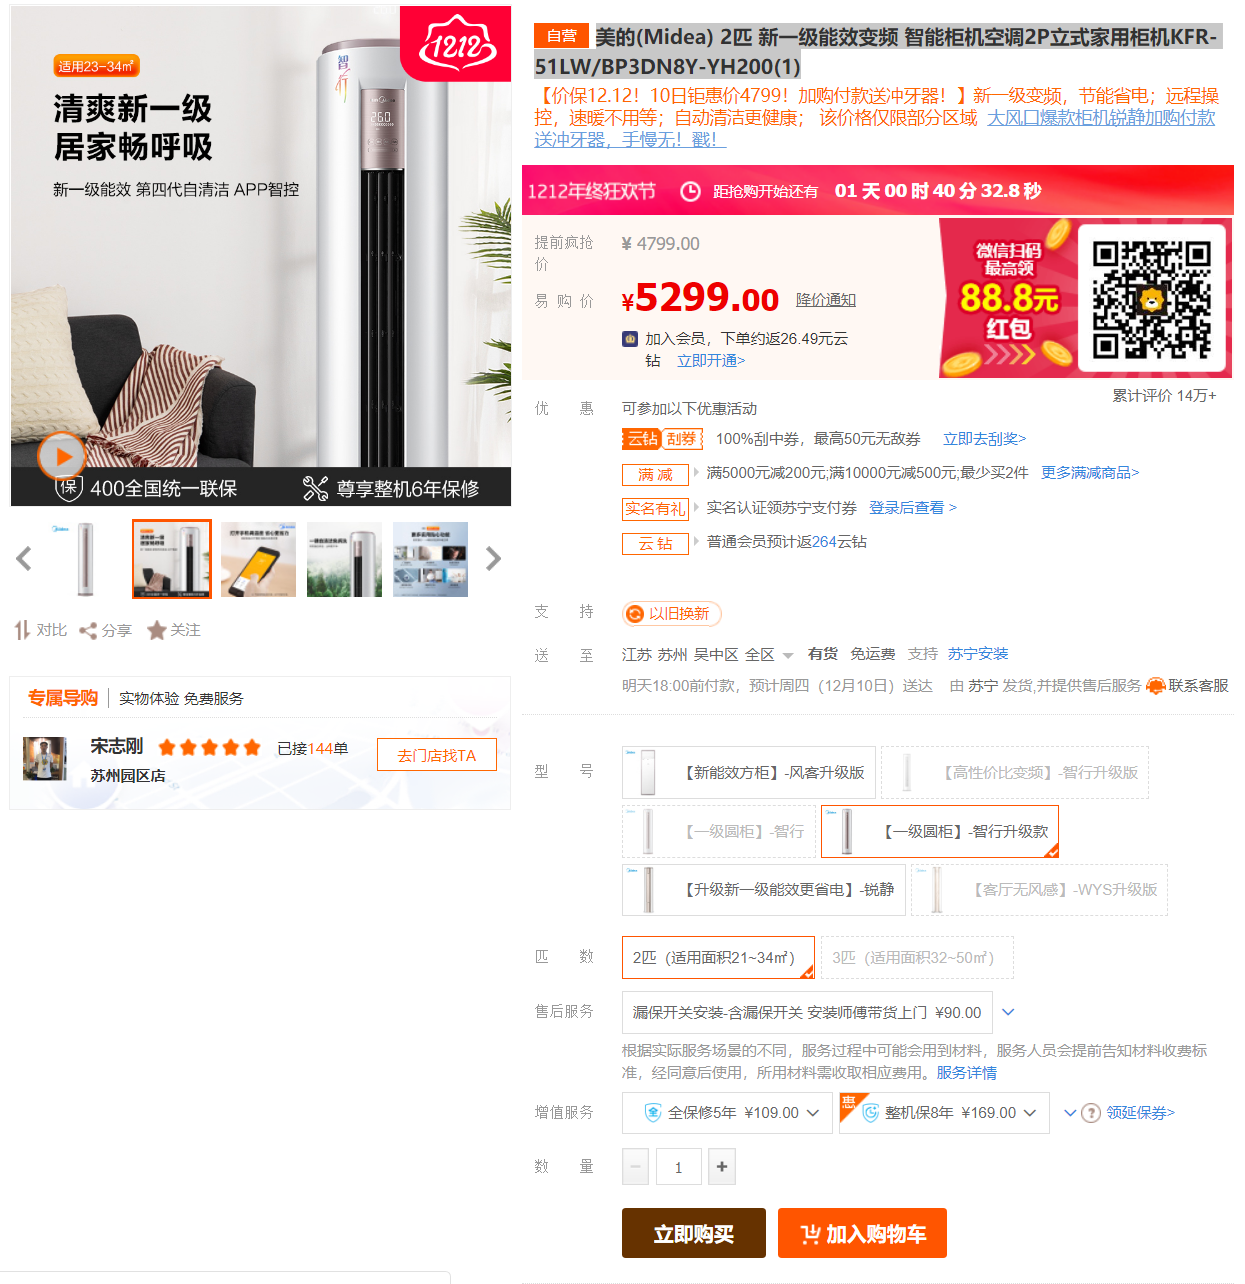 适用23-34㎡
清爽新一级
居家畅呼吸
新一级能效 第四代自清洁 APP智控
智行
1212
260
保 400全国统一联保
尊享整机6年保修
对比 分享 关注
专属导购 实物体验 免费服务
宋志刚 已接144单
苏州园区店
去门店找TA
自营 美的(Midea) 2匹 新一级能效变频 智能柜机空调2P立式家用柜机KFR-
51LW/BP3DN8Y-YH200(1)
【价保12.12！10日钜惠价4799！加购付款送冲牙器！】新一级变频，节能省电；远程操
控，速暖不用等；自动清洁更健康； 该价格仅限部分区域 大风口爆款柜机锐静加购付款
送冲牙器，手慢无！戳！
1212年终狂欢节 距抢购开始还有 01 天 00 时 40 分 32.8 秒
提前疯抢价 ¥ 4799.00
易购价 ¥5299.00 降价通知
加入会员，下单约返26.49元云
钻 立即开通>
微信扫码
最高领
88.8元
红包
累计评价 14万+
优惠 可参加以下优惠活动
云钻 刮券 100%刮中券，最高50元无敌券 立即去刮奖>
满减 满5000元减200元;满10000元减500元;最少买2件 更多满减商品>
实名有礼 实名认证领苏宁支付券 登录后查看 >
云钻 普通会员预计返264云钻
支持 以旧换新
送至 江苏 苏州 吴中区 全区 有货 免运费 支持 苏宁安装
明天18:00前付款，预计周四（12月10日）送达 由 苏宁 发货,并提供售后服务 联系客服
型号 【新能效方柜】-风客升级版 【高性价比变频】-智行升级版
【一级圆柜】-智行 【一级圆柜】-智行升级款
【升级新一级能效更省电】-锐静 【客厅无风感】-WYS升级版
匹数 2匹（适用面积21~34㎡） 3匹（适用面积32~50㎡）
售后服务 漏保开关安装-含漏保开关 安装师傅带货上门 ¥90.00
根据实际服务场景的不同，服务过程中可能会用到材料，服务人员会提前告知材料收费标
准，经同意后使用，所用材料需收取相应费用。服务详情
增值服务 全保修5年 ¥109.00 惠 整机保8年 ¥169.00 ? 领延保券>
数量 − 1 +
立即购买 加入购物车